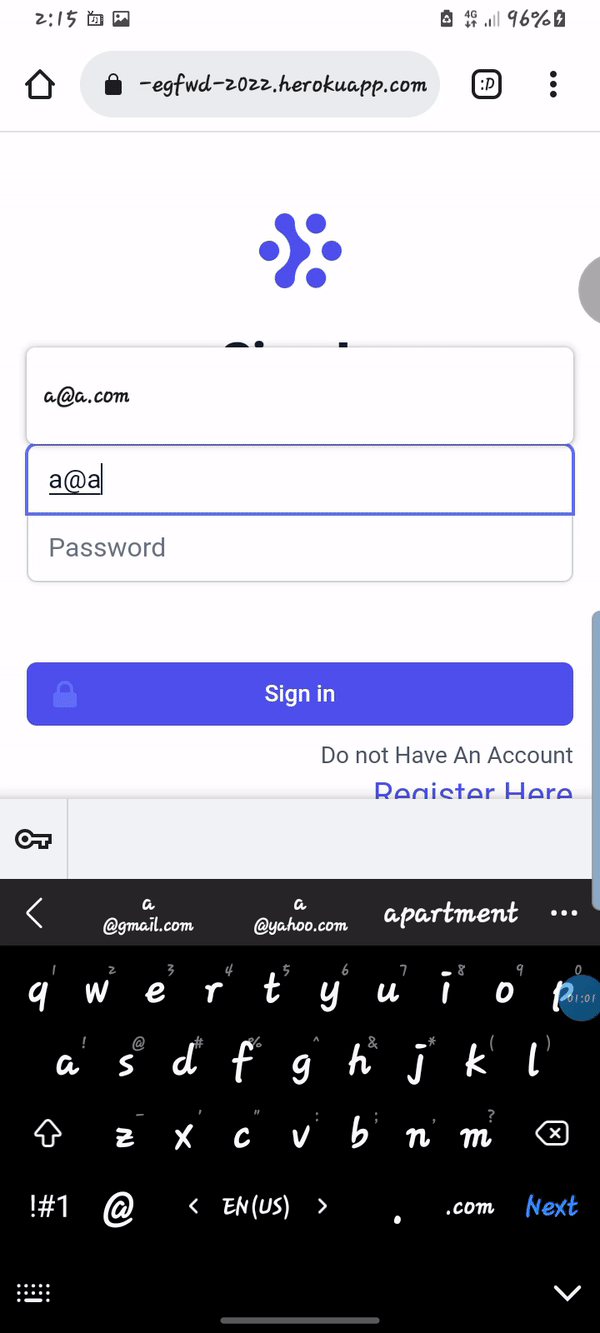 2:15 4G 96%
-egfwd-2022.herokuapp.com :D
a@a.com
a@a
Password
Sign in
Do not Have An Account
Register Here
a @gmail.com a @yahoo.com apartment ...
1 2 3 4 5 6 7 8 9 0
q w e r t y u i o p
01:01
! @ # % ^ & * ( )
a s d f g h j k l
- ' " : ; , ?
z x c v b n m
!#1 @ < EN(US) > . .com Next